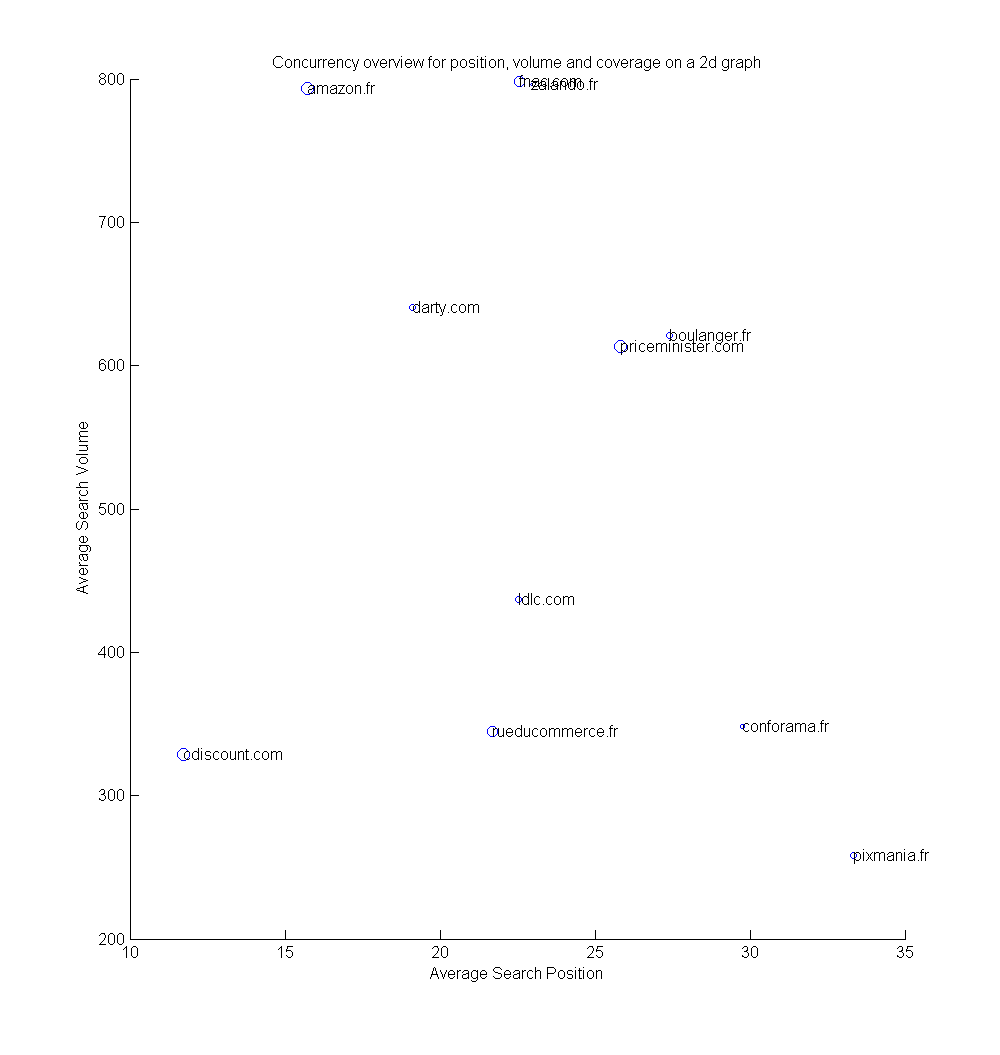 Concurrency overview for position, volume and coverage on a 2d graph
800
fnac.com
zalando.fr
amazon.fr
700
darty.com
boulanger.fr
priceminister.com
600
Average Search Volume
500
ldlc.com
400
conforama.fr
rueducommerce.fr
cdiscount.com
300
pixmania.fr
200
10 15 20 25 30 35
Average Search Position